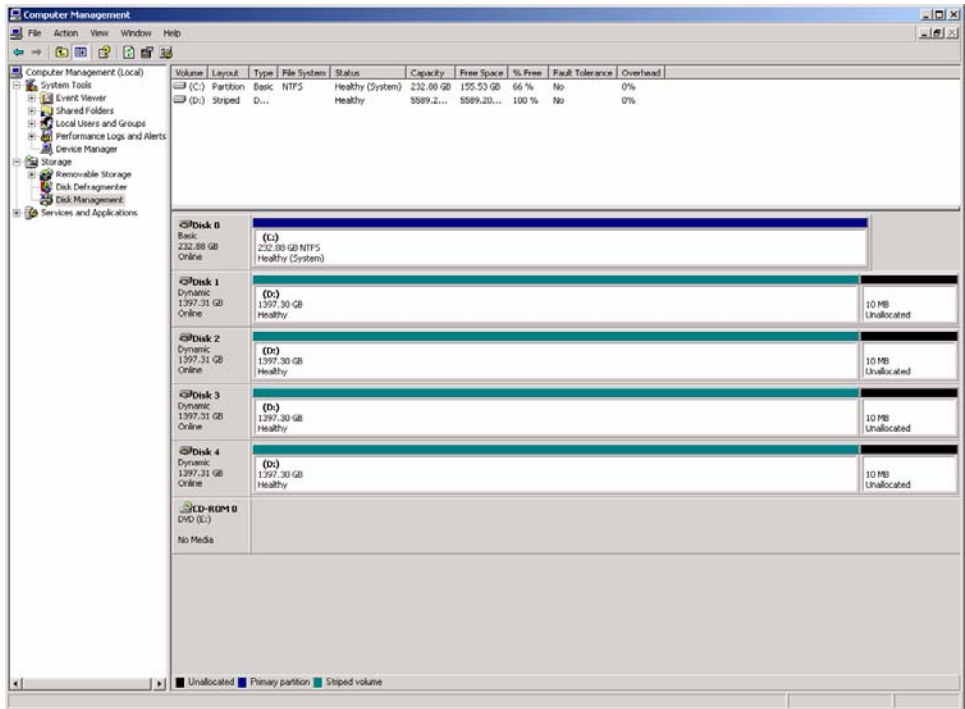 Computer Management
File Action View Window Help
Computer Management (Local)
System Tools
Event Viewer
Shared Folders
Local Users and Groups
Performance Logs and Alerts
Device Manager
Storage
Removable Storage
Disk Defragmenter
Disk Management
Services and Applications
Volume Layout Type File System Status Capacity Free Space % Free Fault Tolerance Overhead
(C:) Partition Basic NTFS Healthy (System) 232.88 GB 155.53 GB 66 % No 0%
(D:) Striped D... Healthy 5589.2... 5589.20... 100 % No 0%
Disk 0
Basic
232.88 GB
Online
(C:)
232.88 GB NTFS
Healthy (System)
Disk 1
Dynamic
1397.31 GB
Online
(D:)
1397.30 GB
Healthy
10 MB
Unallocated
Disk 2
Dynamic
1397.31 GB
Online
(D:)
1397.30 GB
Healthy
10 MB
Unallocated
Disk 3
Dynamic
1397.31 GB
Online
(D:)
1397.30 GB
Healthy
10 MB
Unallocated
Disk 4
Dynamic
1397.31 GB
Online
(D:)
1397.30 GB
Healthy
10 MB
Unallocated
CD-ROM 0
DVD (E:)
No Media
Unallocated Primary partition Striped volume